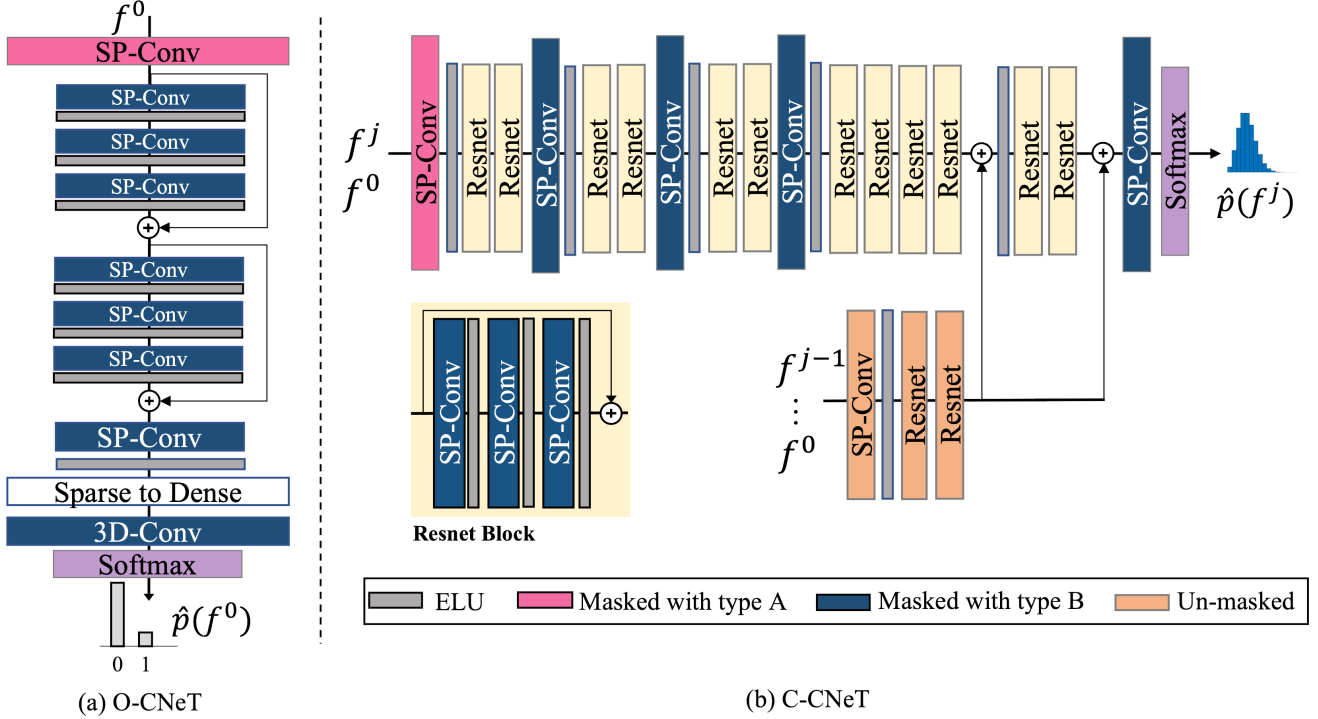 f⁰
SP-Conv
SP-Conv
SP-Conv
SP-Conv
+
SP-Conv
SP-Conv
SP-Conv
+
SP-Conv
Sparse to Dense
3D-Conv
Softmax
p̂(f⁰)
0 1
(a) O-CNeT
fʲ
f⁰
SP-Conv
Resnet
Resnet
SP-Conv
Resnet
Resnet
SP-Conv
Resnet
Resnet
SP-Conv
Resnet
Resnet
Resnet
Resnet
+
Resnet
Resnet
+
SP-Conv
Softmax
p̂(fʲ)
SP-Conv
SP-Conv
SP-Conv
+
Resnet Block
fʲ⁻¹
⋮
f⁰
SP-Conv
Resnet
Resnet
ELU Masked with type A Masked with type B Un-masked
(b) C-CNeT